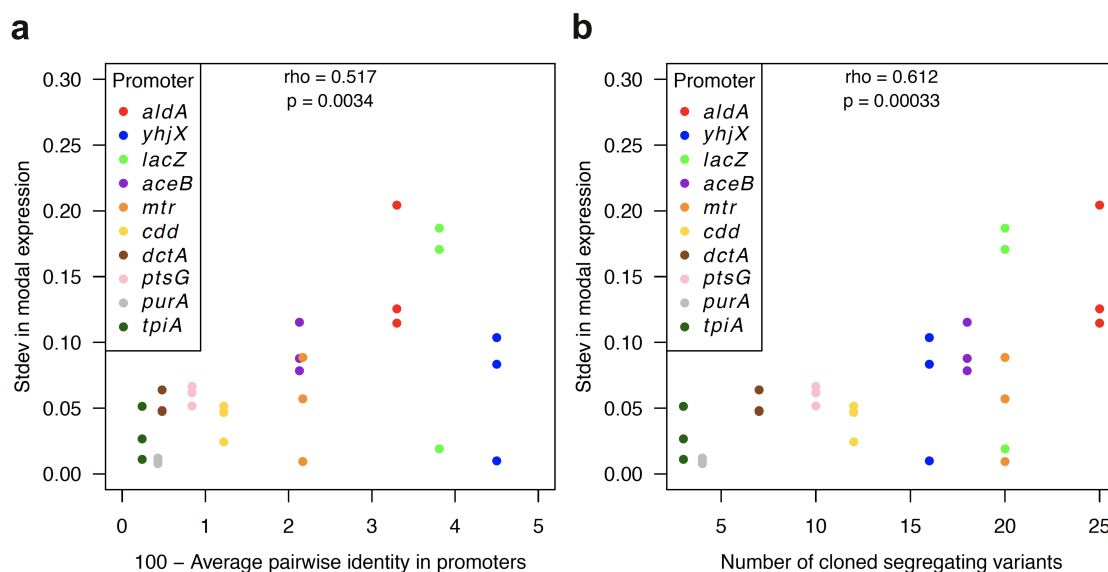 a
rho = 0.517
p = 0.0034
Promoter
aldA
yhjX
lacZ
aceB
mtr
cdd
dctA
ptsG
purA
tpiA
Stdev in modal expression
0.30
0.25
0.20
0.15
0.10
0.05
0.00
0 1 2 3 4 5
100 − Average pairwise identity in promoters
b
rho = 0.612
p = 0.00033
Promoter
aldA
yhjX
lacZ
aceB
mtr
cdd
dctA
ptsG
purA
tpiA
Stdev in modal expression
0.30
0.25
0.20
0.15
0.10
0.05
0.00
5 10 15 20 25
Number of cloned segregating variants